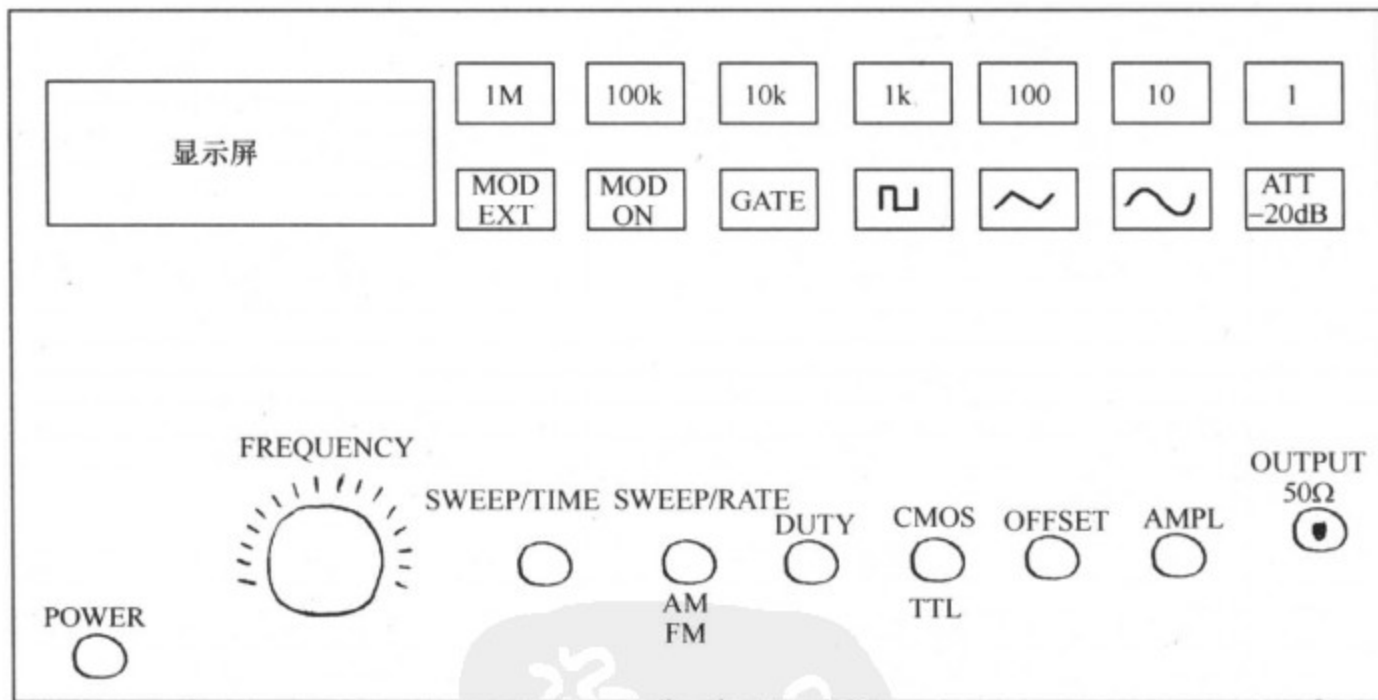 1M 100k 10k 1k 100 10 1
显示屏
MOD EXT
MOD ON
GATE
ATT -20dB
FREQUENCY
SWEEP/TIME
SWEEP/RATE
AM
FM
DUTY
CMOS
TTL
OFFSET
AMPL
OUTPUT
50Ω
POWER